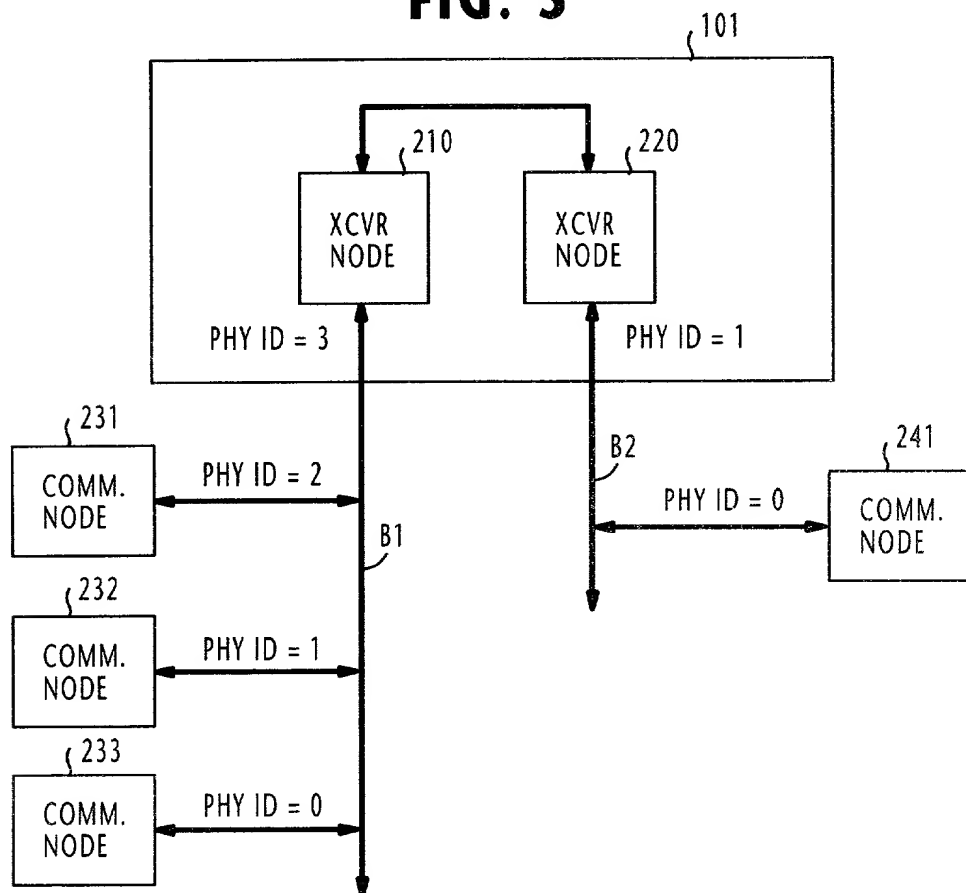 FIG. 3
101
210
220
XCVR
NODE
XCVR
NODE
PHY ID = 3
PHY ID = 1
231
COMM.
NODE
PHY ID = 2
B1
B2
241
PHY ID = 0
COMM.
NODE
232
COMM.
NODE
PHY ID = 1
233
COMM.
NODE
PHY ID = 0